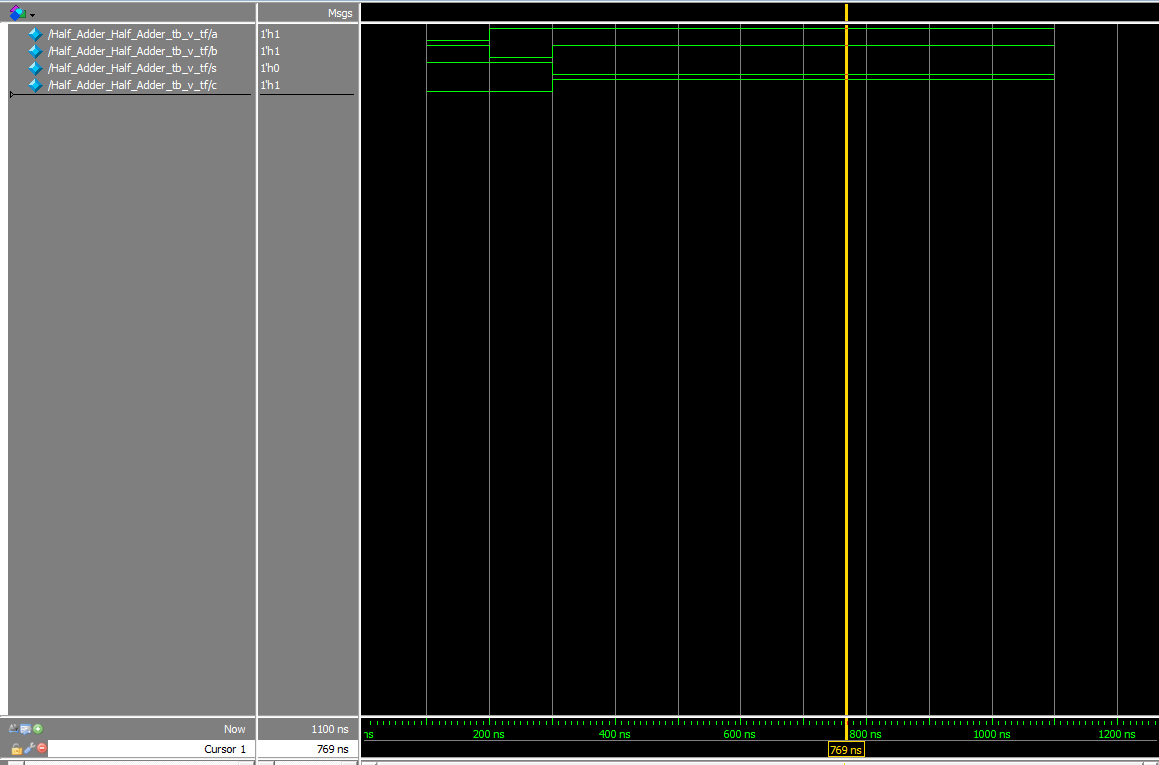 Msgs
/Half_Adder_Half_Adder_tb_v_tf/a 1'h1
/Half_Adder_Half_Adder_tb_v_tf/b 1'h1
/Half_Adder_Half_Adder_tb_v_tf/s 1'h0
/Half_Adder_Half_Adder_tb_v_tf/c 1'h1
Now 1100 ns ns 200 ns 400 ns 600 ns 800 ns 1000 ns 1200 ns
Cursor 1 769 ns 769 ns